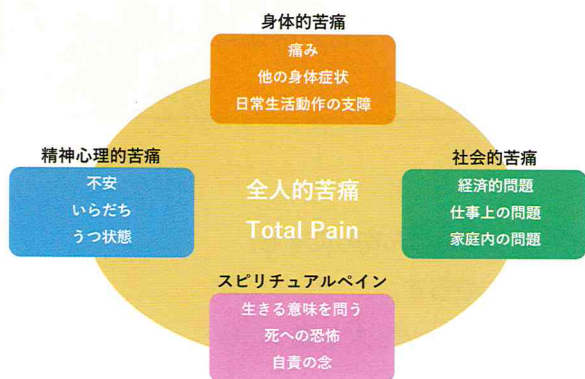 身体的苦痛
痛み
他の身体症状
日常生活動作の支障
精神心理的苦痛
不安
いらだち
うつ状態
社会的苦痛
経済的問題
仕事上の問題
家庭内の問題
全人的苦痛
Total Pain
スピリチュアルペイン
生きる意味を問う
死への恐怖
自責の念